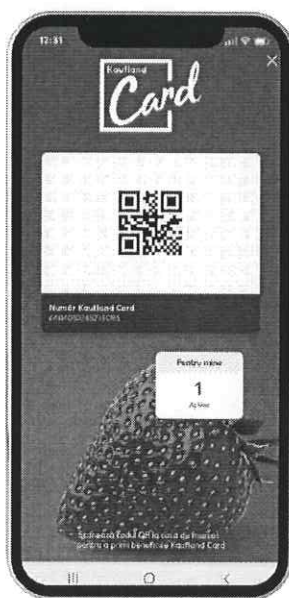 12:31
Kaufland
Card
Număr Kaufland Card
Pentru mine
1
Scanează codul QR la casa de marcat
pentru a primi beneficiile Kaufland Card